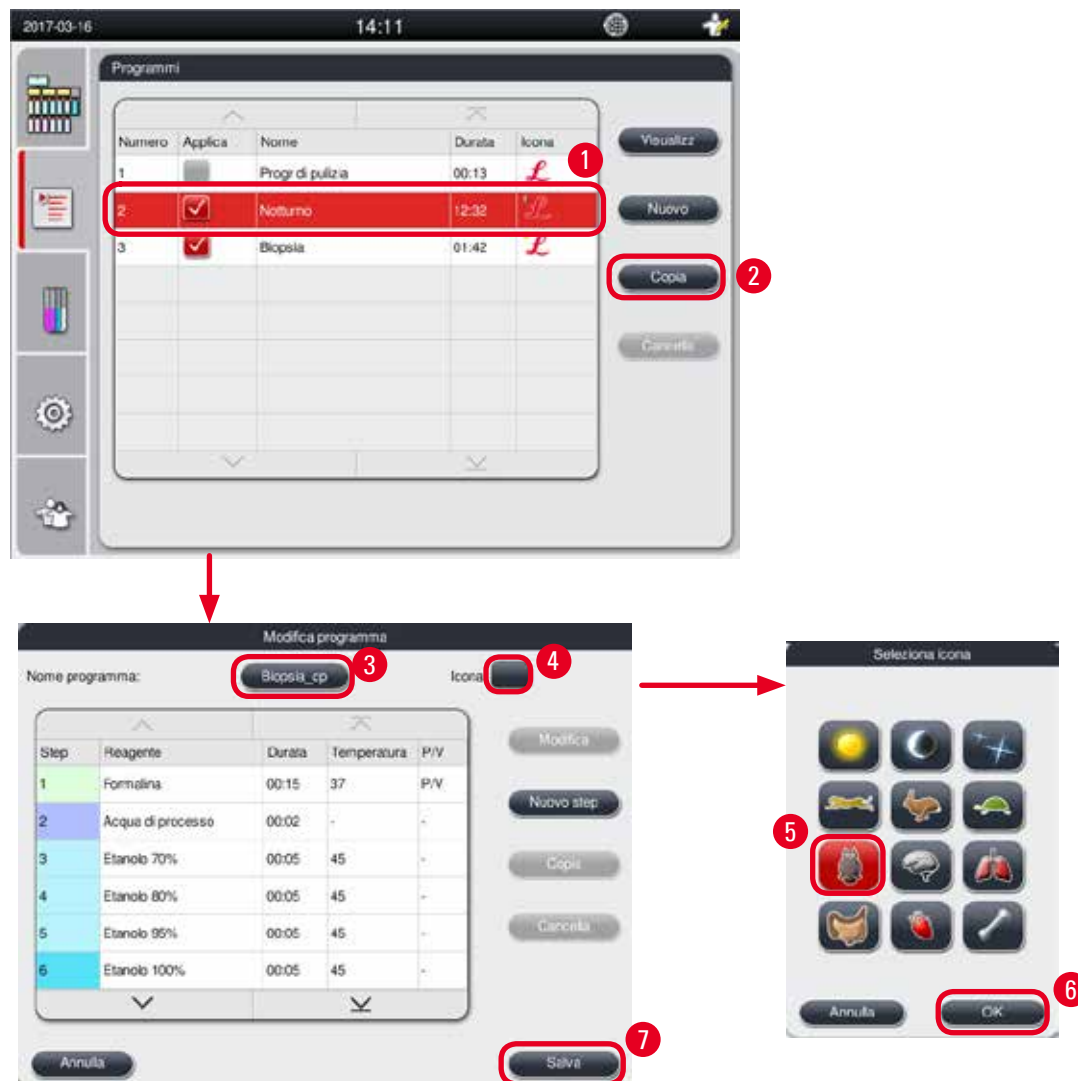 2017-03-16 14:11
Programmi
Numero Applica Nome Durata Icona
Visualizz
1
1 Progr di pulizia 00:13 L
2 Notturno 12:32 L
Nuovo
3 Biopsia 01:42 L
Copia
2
Cancella
Modifica programma
Nome programma: Biopsia_cp 3 Icona 4
Step Reagente Durata Temperatura P/V
Modifica
1 Formalina 00:15 37 P/V
Nuovo step
2 Acqua di processo 00:02 - -
3 Etanolo 70% 00:05 45 -
Copia
4 Etanolo 80% 00:05 45 -
Cancella
5 Etanolo 95% 00:05 45 -
6 Etanolo 100% 00:05 45 -
Annulla
Salva
7
Seleziona icona
5
Annulla
OK
6